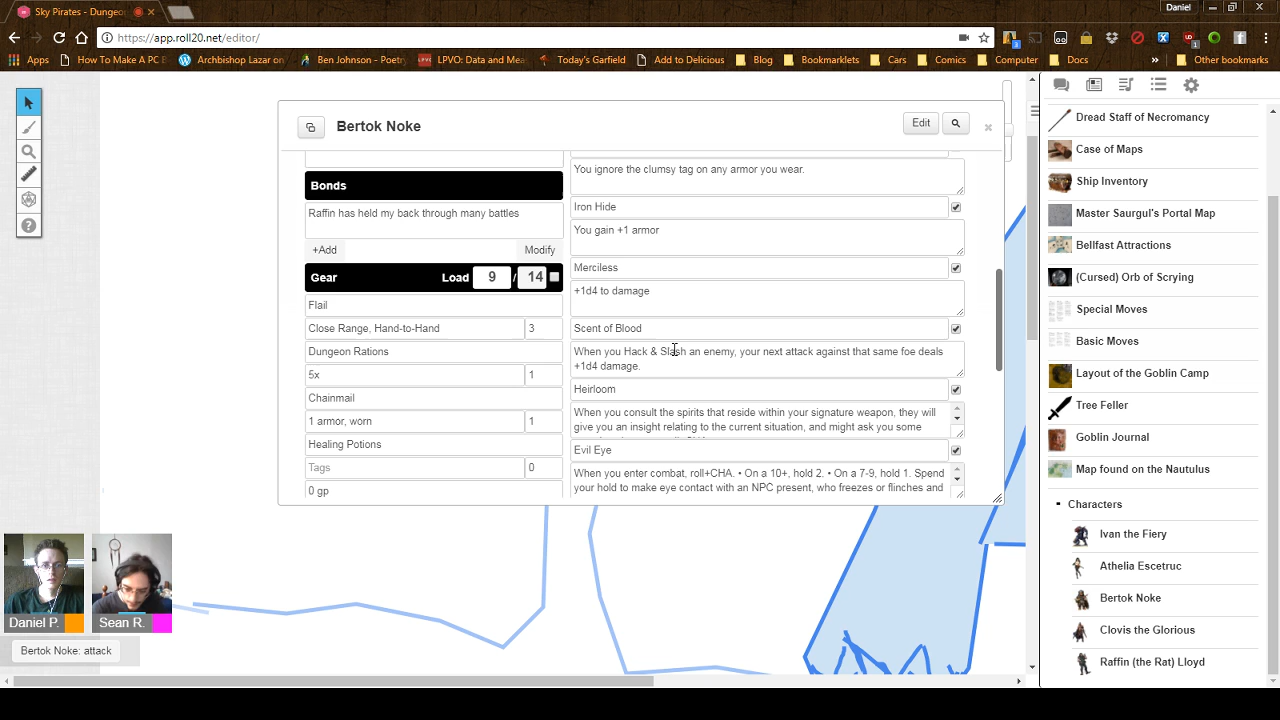 Sky Pirates - Dungeo
Daniel
https://app.roll20.net/editor/
Apps
How To Make A PC B
Archbishop Lazar on
Ben Johnson - Poetry
LPVO: Data and Mea
Today's Garfield
Add to Delicious
Blog
Bookmarklets
Cars
Comics
Computer
Docs
»
Other bookmarks
Bertok Noke
Edit
Bonds
Raffin has held my back through many battles
+Add
Modify
Gear
Load
9
/
14
Flail
Close Range, Hand-to-Hand
3
Dungeon Rations
5x
1
Chainmail
1 armor, worn
1
Healing Potions
Tags
0
0 gp
You ignore the clumsy tag on any armor you wear.
Iron Hide
You gain +1 armor
Merciless
+1d4 to damage
Scent of Blood
When you Hack & Slash an enemy, your next attack against that same foe deals
+1d4 damage.
Heirloom
When you consult the spirits that reside within your signature weapon, they will
give you an insight relating to the current situation, and might ask you some
Evil Eye
When you enter combat, roll+CHA. • On a 10+, hold 2. • On a 7-9, hold 1. Spend
your hold to make eye contact with an NPC present, who freezes or flinches and
Dread Staff of Necromancy
Case of Maps
Ship Inventory
Master Saurgul's Portal Map
Bellfast Attractions
(Cursed) Orb of Scrying
Special Moves
Basic Moves
Layout of the Goblin Camp
Tree Feller
Goblin Journal
Map found on the Nautulus
Characters
Ivan the Fiery
Athelia Escetruc
Bertok Noke
Clovis the Glorious
Raffin (the Rat) Lloyd
Daniel P.
Sean R.
Bertok Noke: attack